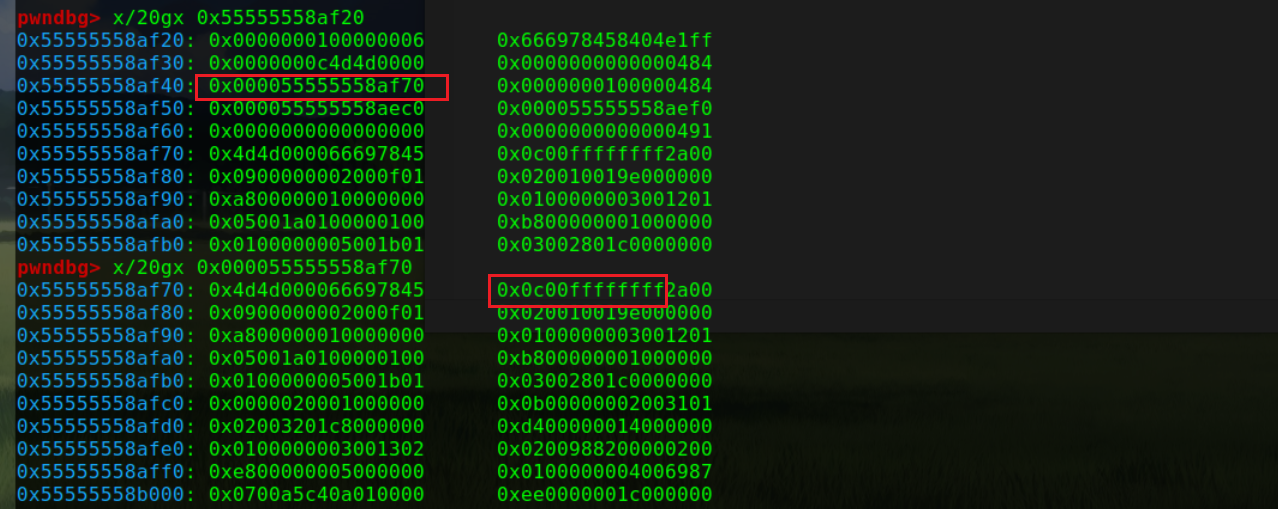 pwndbg> x/20gx 0x55555558af20
0x55555558af20: 0x0000000100000006 0x666978458404e1ff
0x55555558af30: 0x0000000c4d4d0000 0x0000000000000484
0x55555558af40: 0x000055555558af70 0x0000000100000484
0x55555558af50: 0x000055555558aec0 0x000055555558aef0
0x55555558af60: 0x0000000000000000 0x0000000000000491
0x55555558af70: 0x4d4d000066697845 0x0c00ffffffff2a00
0x55555558af80: 0x0900000002000f01 0x020010019e000000
0x55555558af90: 0xa800000010000000 0x0100000003001201
0x55555558afa0: 0x05001a0100000100 0xb800000001000000
0x55555558afb0: 0x0100000005001b01 0x03002801c0000000
pwndbg> x/20gx 0x000055555558af70
0x55555558af70: 0x4d4d000066697845 0x0c00ffffffff2a00
0x55555558af80: 0x0900000002000f01 0x020010019e000000
0x55555558af90: 0xa800000010000000 0x0100000003001201
0x55555558afa0: 0x05001a0100000100 0xb800000001000000
0x55555558afb0: 0x0100000005001b01 0x03002801c0000000
0x55555558afc0: 0x0000020001000000 0x0b00000002003101
0x55555558afd0: 0x02003201c8000000 0xd400000014000000
0x55555558afe0: 0x0100000003001302 0x0200988200000200
0x55555558aff0: 0xe800000005000000 0x0100000004006987
0x55555558b000: 0x0700a5c40a010000 0xee0000001c000000